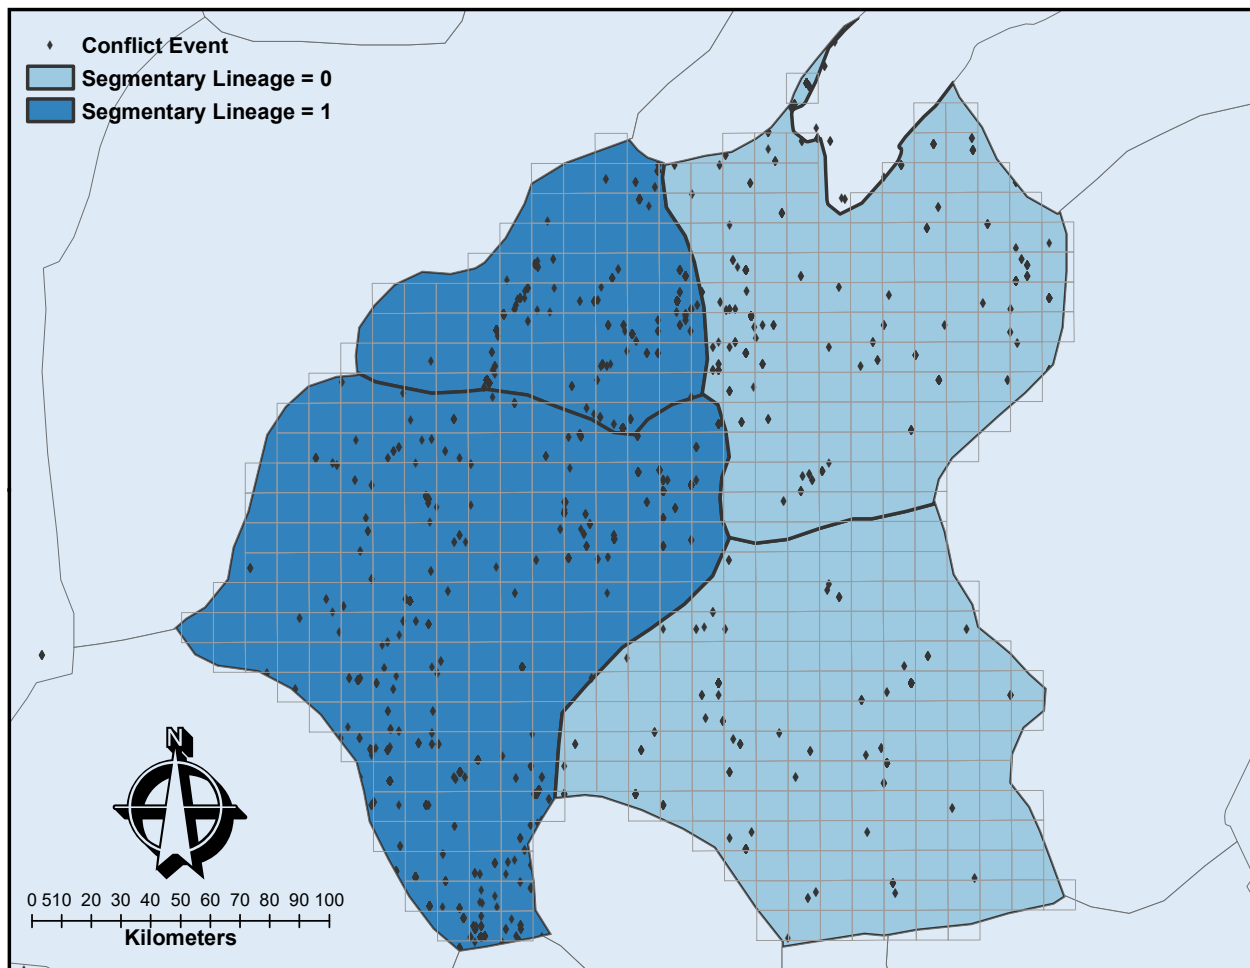 Conflict Event
Segmentary Lineage = 0
Segmentary Lineage = 1
N
0 510 20 30 40 50 60 70 80 90 100
Kilometers